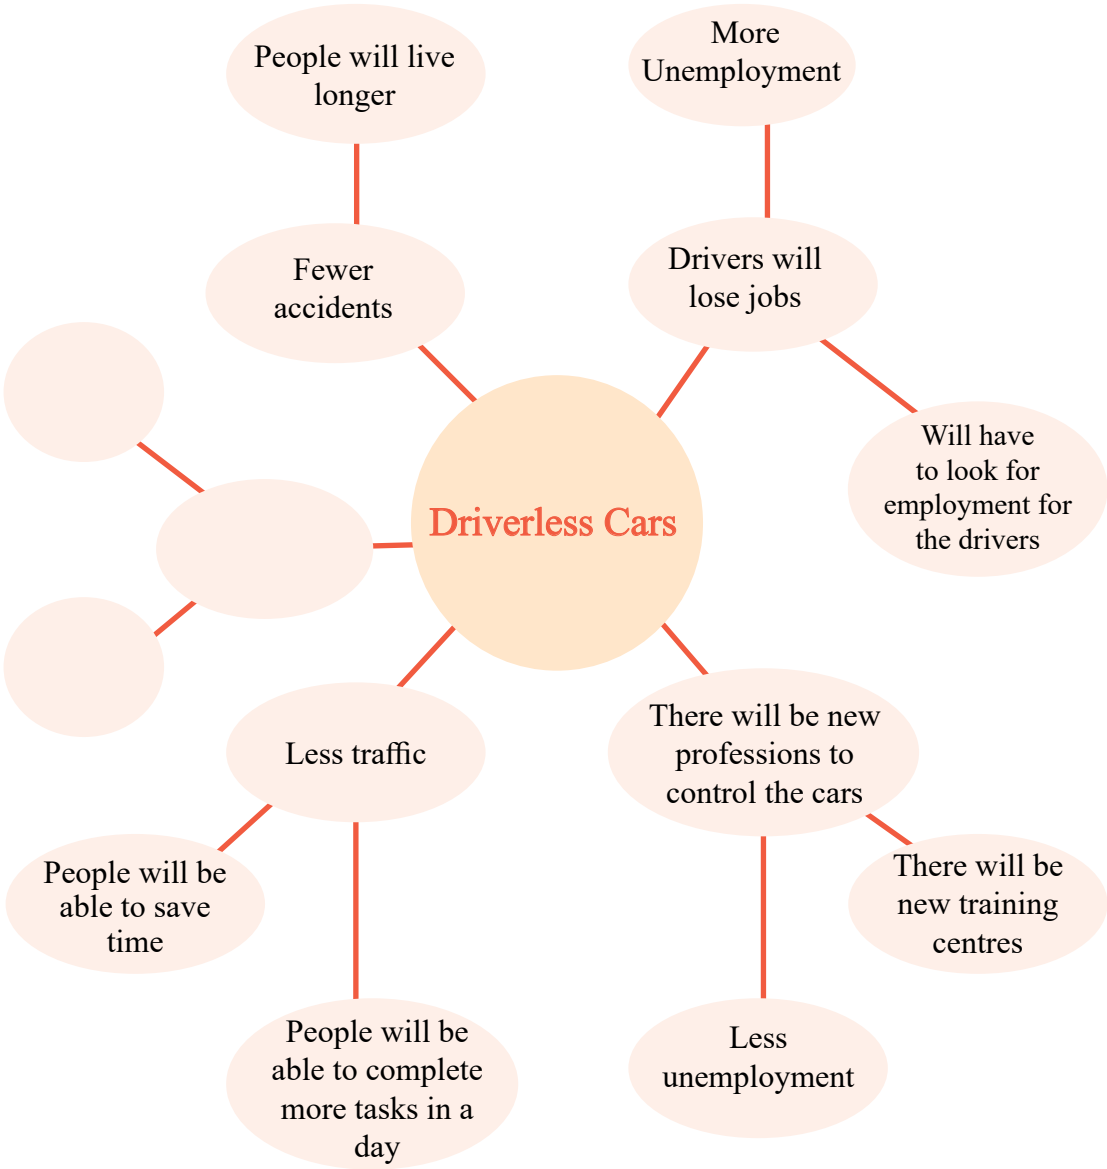 People will live
longer
More
Unemployment
Fewer
accidents
Drivers will
lose jobs
Will have
to look for
employment for
the drivers
Driverless Cars
Less traffic
There will be new
professions to
control the cars
People will be
able to save
time
There will be
new training
centres
People will be
able to complete
more tasks in a
day
Less
unemployment